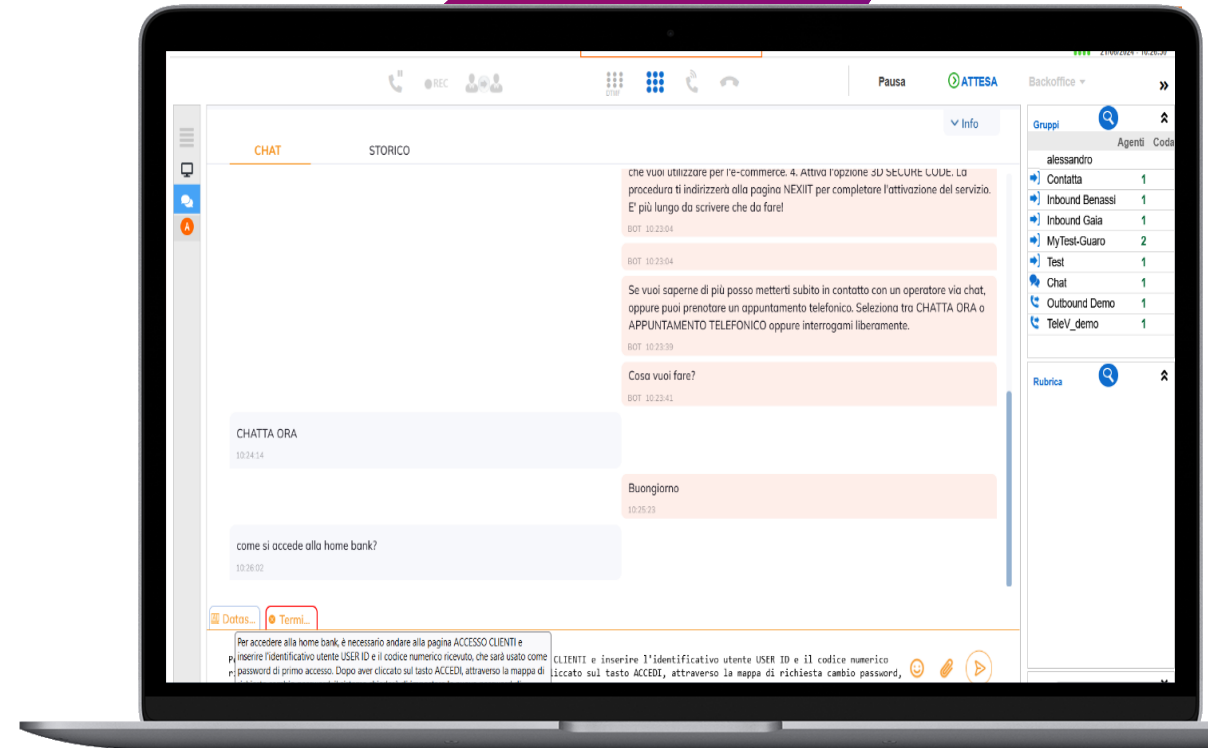 21/06/2024 - 10:26:50
REC
DTMF
Pausa
ATTESA
Backoffice
»
Info
CHAT
STORICO
che vuoi utilizzare per l'e-commerce. 4. Attiva l'opzione 3D SECURE CODE. La
procedura ti indirizzerà alla pagina NEXIIT per completare l'attivazione del servizio.
E' più lungo da scrivere che da fare!
BOT 10:23:04
BOT 10:23:04
Se vuoi saperne di più posso metterti subito in contatto con un operatore via chat,
oppure puoi prenotare un appuntamento telefonico. Seleziona tra CHATTA ORA o
APPUNTAMENTO TELEFONICO oppure interrogami liberamente.
BOT 10:23:39
Cosa vuoi fare?
BOT 10:23:41
CHATTA ORA
10:24:14
Buongiorno
10:25:23
come si accede alla home bank?
10:26:02
Datas...
Termi...
Per accedere alla home bank, è necessario andare alla pagina ACCESSO CLIENTI e
inserire l'identificativo utente USER ID e il codice numerico ricevuto, che sarà usato come
password di primo accesso. Dopo aver cliccato sul tasto ACCEDI, attraverso la mappa di
CLIENTI e inserire l'identificativo utente USER ID e il codice numerico
iccato sul tasto ACCEDI, attraverso la mappa di richiesta cambio password,
A
Gruppi
Agenti Coda
alessandro
Contatta 1
Inbound Benassi 1
Inbound Gaia 1
MyTest-Guaro 2
Test 1
Chat 1
Outbound Demo 1
TeleV_demo 1
Rubrica